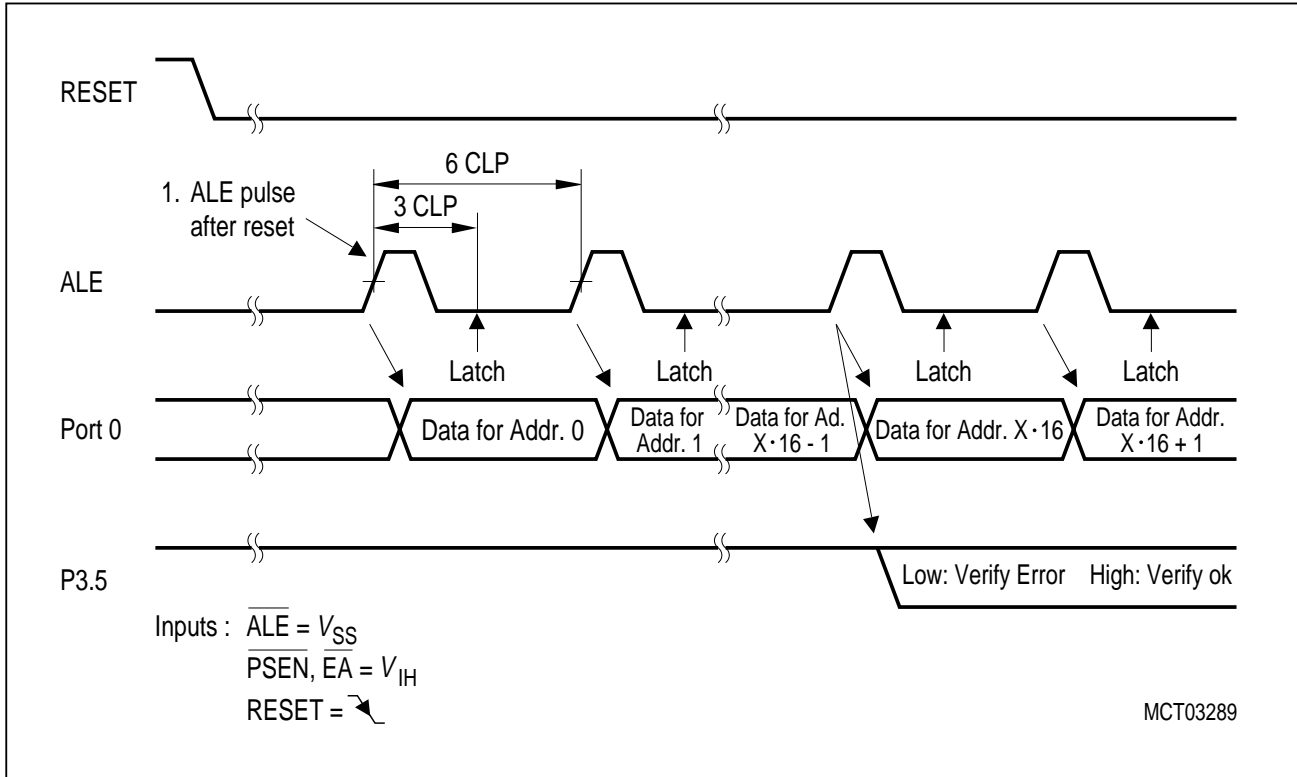 RESET
6 CLP
1. ALE pulse
after reset
3 CLP
ALE
Latch Latch Latch Latch
Port 0
Data for Addr. 0
Data for
Addr. 1
Data for Ad.
X·16 - 1
Data for Addr. X·16
Data for Addr.
X·16 + 1
P3.5
Low: Verify Error High: Verify ok
Inputs : ALE = VSS
PSEN, EA = VIH
RESET =
MCT03289